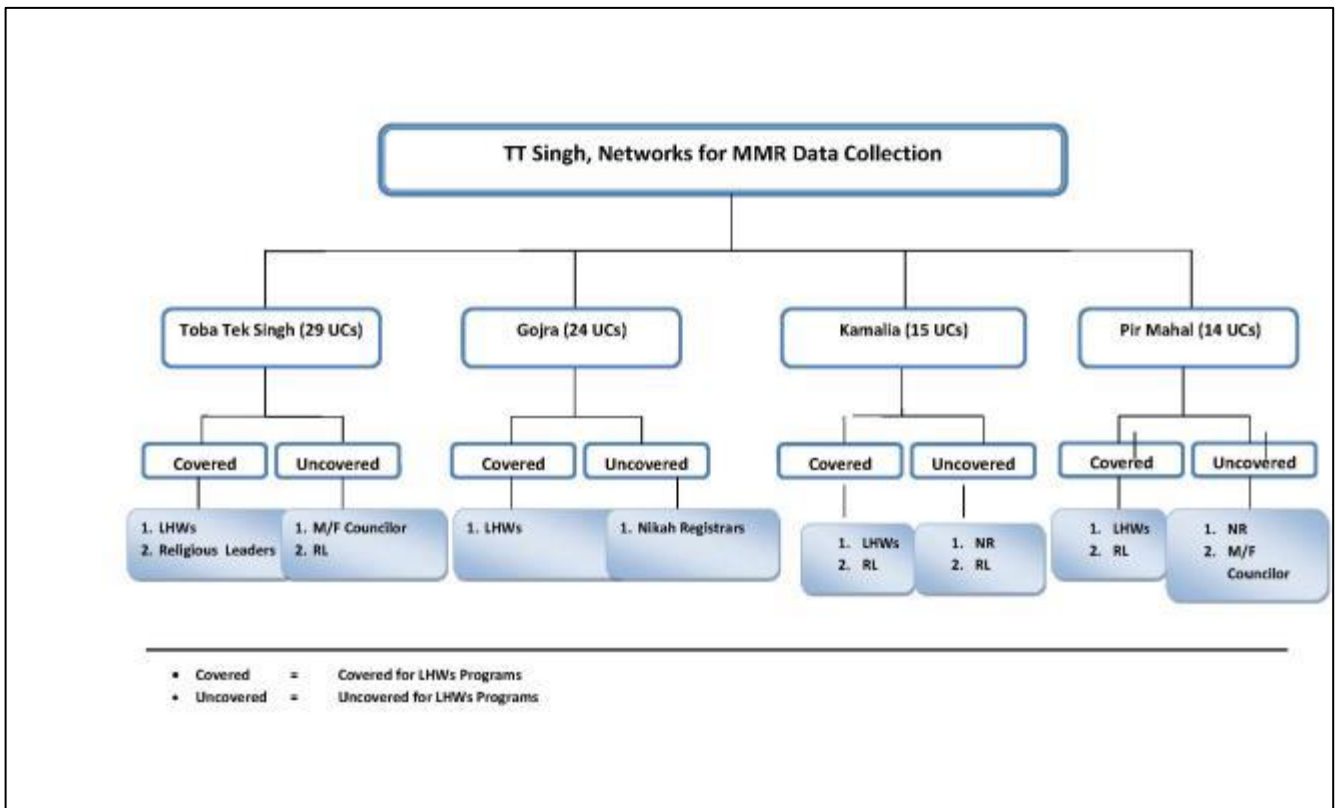 TT Singh, Networks for MMR Data Collection
Toba Tek Singh (29 UCs)
Gojra (24 UCs)
Kamalia (15 UCs)
Pir Mahal (14 UCs)
Covered
Uncovered
Covered
Uncovered
Covered
Uncovered
Covered
Uncovered
1. LHWs
2. Religious Leaders
1. M/F Councilor
2. RL
1. LHWs
1. Nikah Registrars
1. LHWs
2. RL
1. NR
2. RL
1. LHWs
2. RL
1. NR
2. M/F
Councilor
• Covered = Covered for LHWs Programs
• Uncovered = Uncovered for LHWs Programs